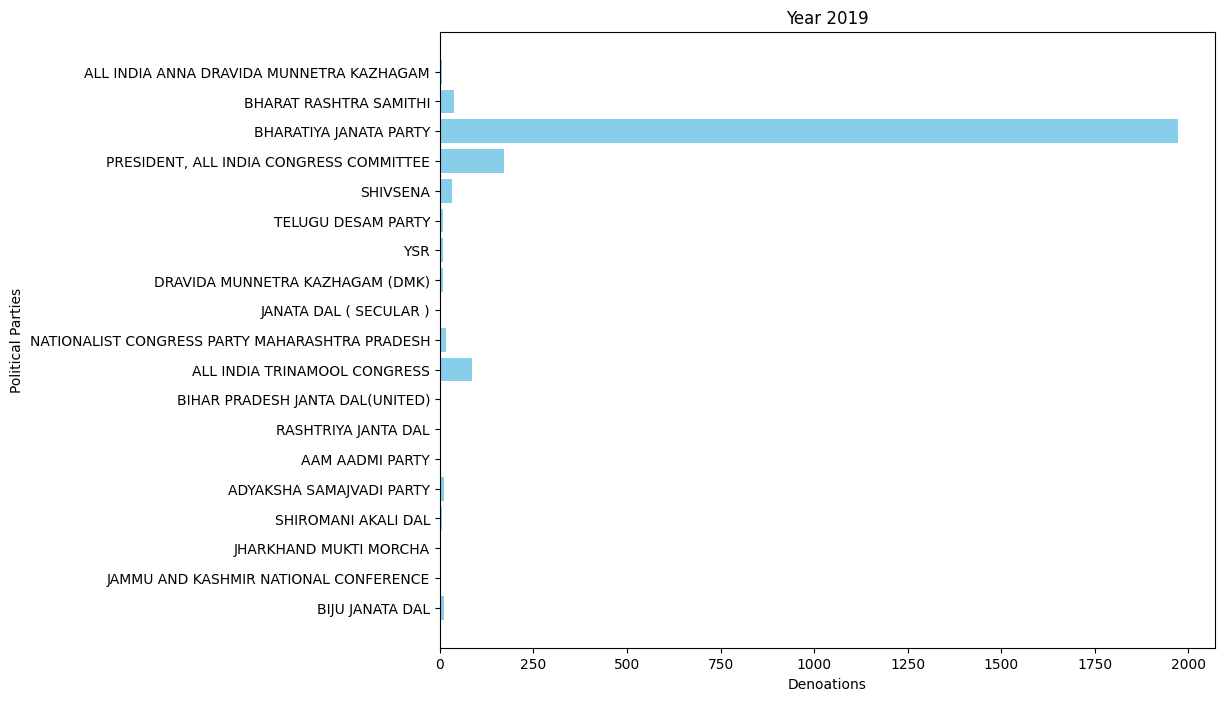 Year 2019
ALL INDIA ANNA DRAVIDA MUNNETRA KAZHAGAM
BHARAT RASHTRA SAMITHI
BHARATIYA JANATA PARTY
PRESIDENT, ALL INDIA CONGRESS COMMITTEE
SHIVSENA
TELUGU DESAM PARTY
YSR
DRAVIDA MUNNETRA KAZHAGAM (DMK)
JANATA DAL ( SECULAR )
NATIONALIST CONGRESS PARTY MAHARASHTRA PRADESH
ALL INDIA TRINAMOOL CONGRESS
BIHAR PRADESH JANTA DAL(UNITED)
RASHTRIYA JANTA DAL
AAM AADMI PARTY
ADYAKSHA SAMAJVADI PARTY
SHIROMANI AKALI DAL
JHARKHAND MUKTI MORCHA
JAMMU AND KASHMIR NATIONAL CONFERENCE
BIJU JANATA DAL
Political Parties
0 250 500 750 1000 1250 1500 1750 2000
Denoations